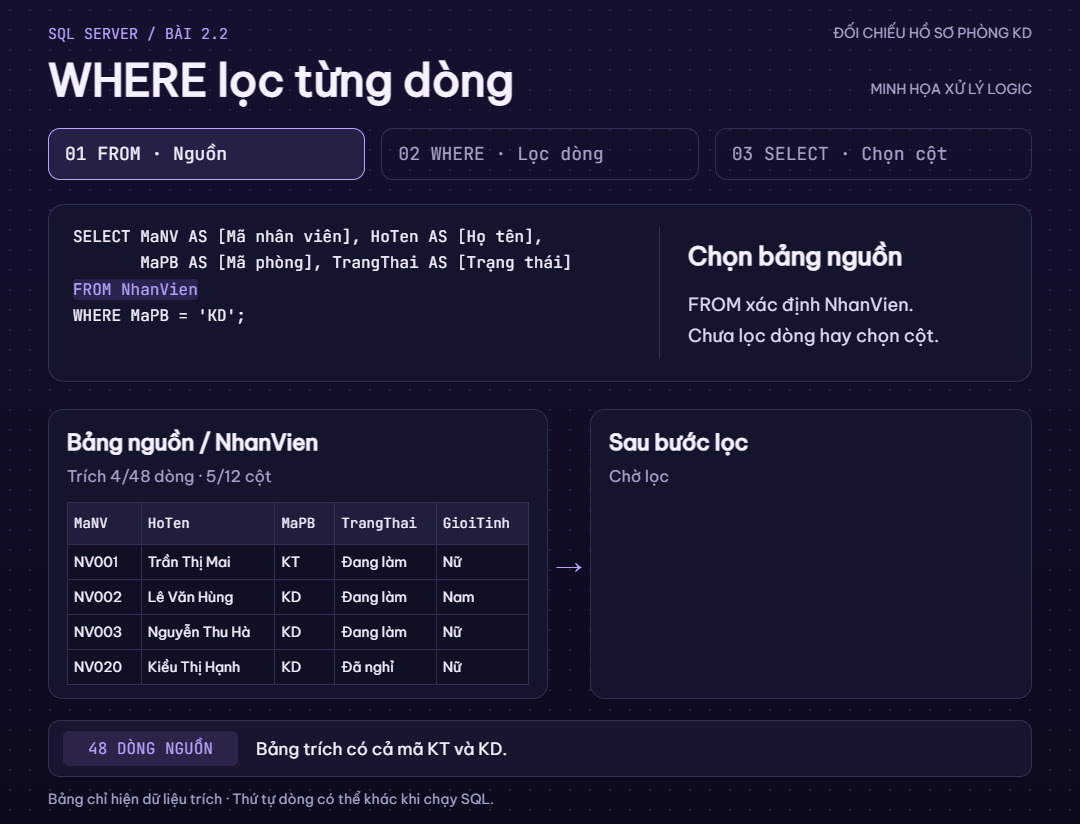 SQL SERVER / BÀI 2.2
ĐỐI CHIẾU HỒ SƠ PHÒNG KD
WHERE lọc từng dòng
MINH HỌA XỬ LÝ LOGIC
01 FROM · Nguồn
02 WHERE · Lọc dòng
03 SELECT · Chọn cột
SELECT MaNV AS [Mã nhân viên], HoTen AS [Họ tên],
MaPB AS [Mã phòng], TrangThai AS [Trạng thái]
FROM NhanVien
WHERE MaPB = 'KD';
Chọn bảng nguồn
FROM xác định NhanVien.
Chưa lọc dòng hay chọn cột.
Bảng nguồn / NhanVien
Trích 4/48 dòng · 5/12 cột
MaNV HoTen MaPB TrangThai GioiTinh
NV001 Trần Thị Mai KT Đang làm Nữ
NV002 Lê Văn Hùng KD Đang làm Nam
NV003 Nguyễn Thu Hà KD Đang làm Nữ
NV020 Kiều Thị Hạnh KD Đã nghỉ Nữ
→
Sau bước lọc
Chờ lọc
48 DÒNG NGUỒN
Bảng trích có cả mã KT và KD.
Bảng chỉ hiện dữ liệu trích · Thứ tự dòng có thể khác khi chạy SQL.